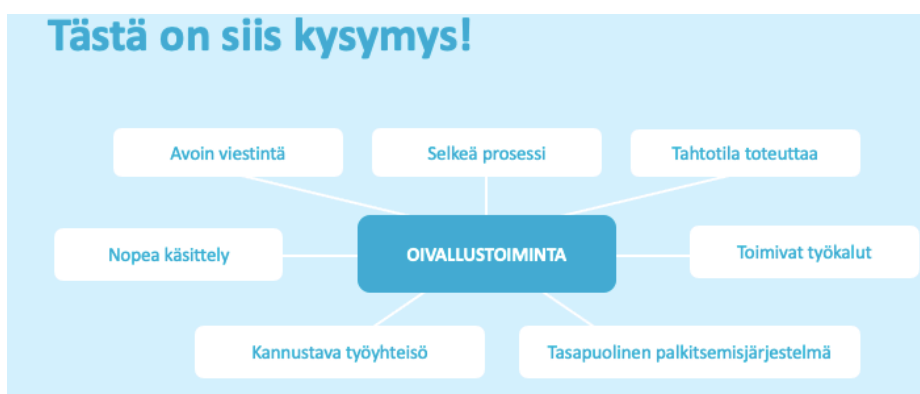 Tästä on siis kysymys!
Avoin viestintä
Selkeä prosessi
Tahtotila toteuttaa
Nopea käsittely
OIVALLUSTOIMINTA
Toimivat työkalut
Kannustava työyhteisö
Tasapuolinen palkitsemisjärjestelmä